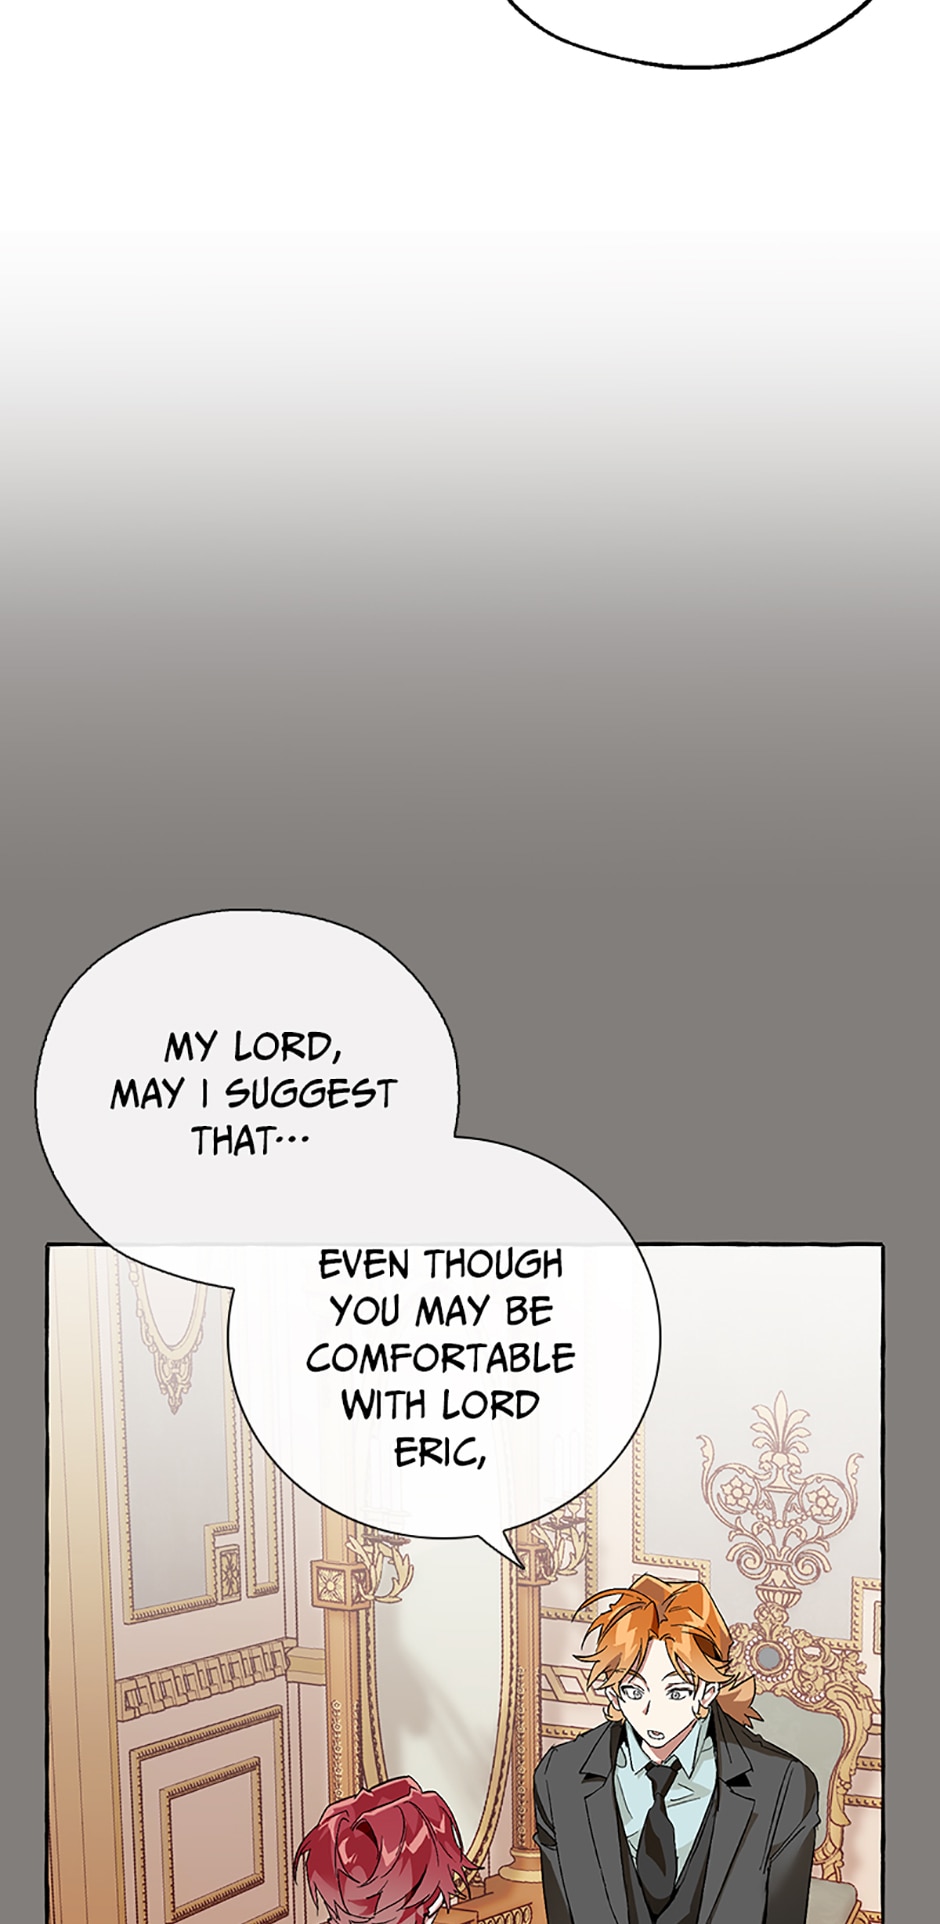 MY LORD,
MAY I SUGGEST
THAT...
EVEN THOUGH
YOU MAY BE
COMFORTABLE
WITH LORD
ERIC,